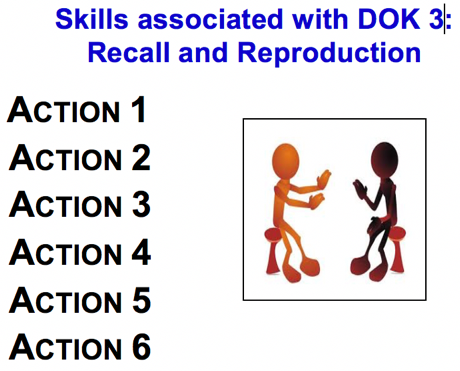 Skills associated with DOK 3:
Recall and Reproduction
ACTION 1
ACTION 2
ACTION 3
ACTION 4
ACTION 5
ACTION 6